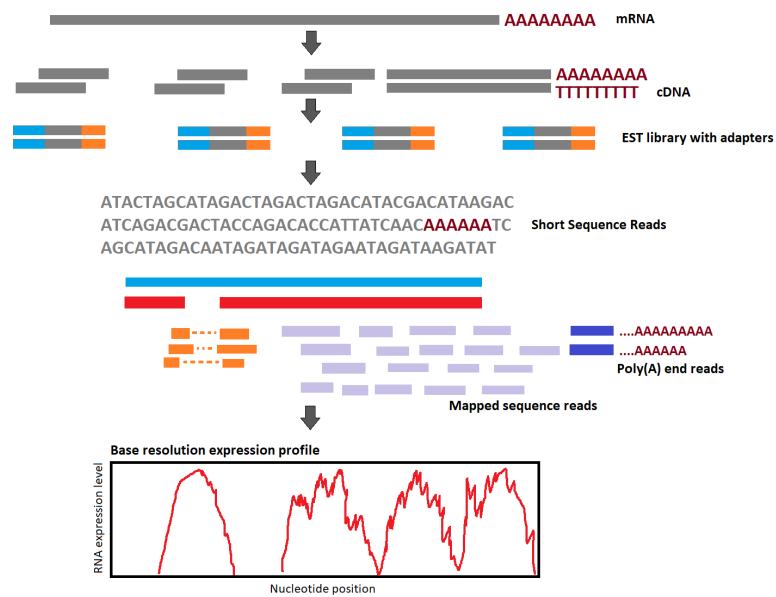 AAAAAAAA mRNA
AAAAAAAA
TTTTTTTTT cDNA
EST library with adapters
ATACTAGCATAGACTAGACTAGACATACGACATAAGAC
ATCAGACGACTACCAGACACCATTATCAACAAAAAATC Short Sequence Reads
AGCATAGACAATAGATAGATAGAATAGATAAGATAT
....AAAAAAAAA
....AAAAAA
Poly(A) end reads
Mapped sequence reads
Base resolution expression profile
RNA expression level
Nucleotide position